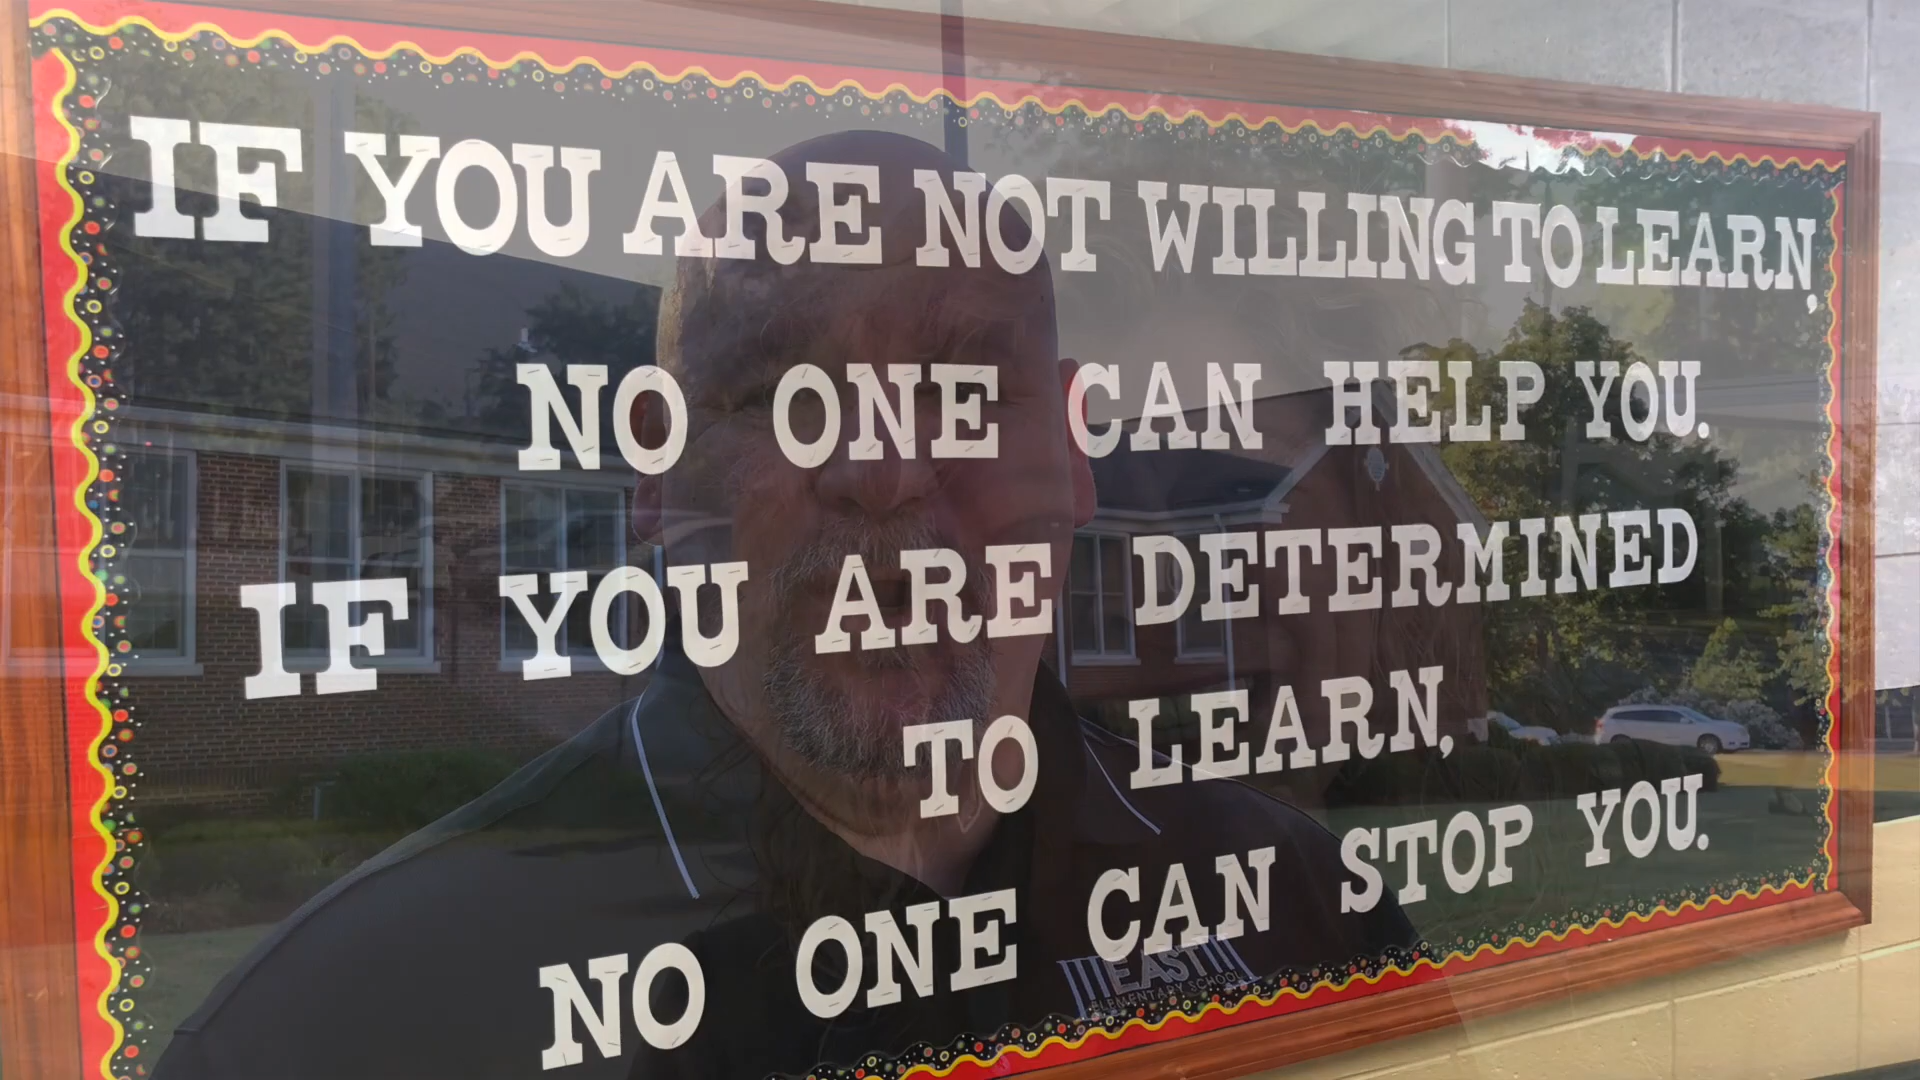 IF YOU ARE NOT WILLING TO LEARN,
NO ONE CAN HELP YOU.
IF YOU ARE DETERMINED
TO LEARN,
NO ONE CAN STOP YOU.
EAST
ELEMENTARY SCHOOL